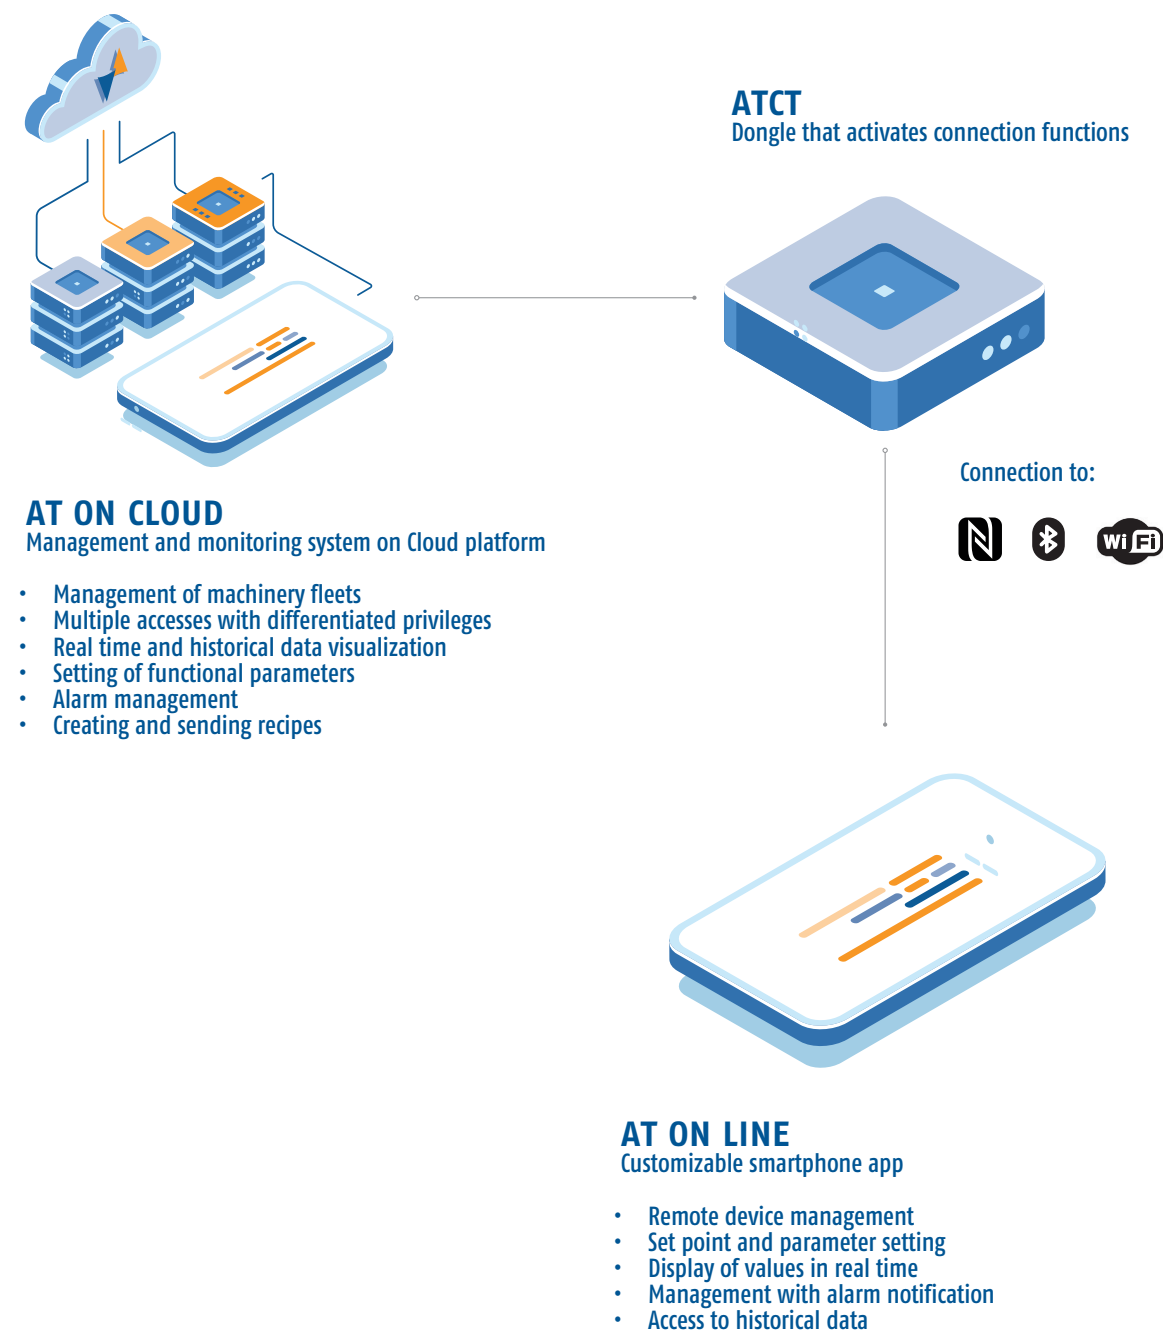 ATCT
Dongle that activates connection functions
Connection to:
WiFi
AT ON CLOUD
Management and monitoring system on Cloud platform
• Management of machinery fleets
• Multiple accesses with differentiated privileges
• Real time and historical data visualization
• Setting of functional parameters
• Alarm management
• Creating and sending recipes
AT ON LINE
Customizable smartphone app
• Remote device management
• Set point and parameter setting
• Display of values in real time
• Management with alarm notification
• Access to historical data